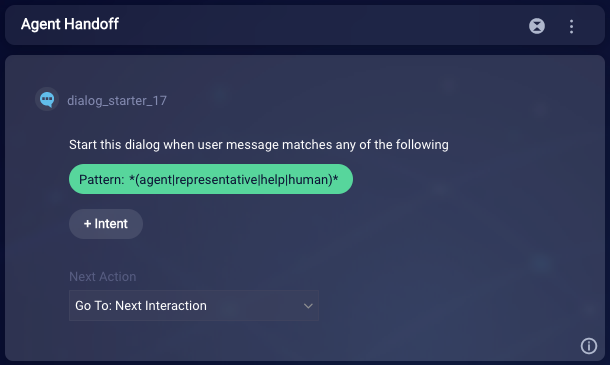 Agent Handoff
dialog_starter_17
Start this dialog when user message matches any of the following
Pattern: *(agent|representative|help|human)*
+ Intent
Next Action
Go To: Next Interaction